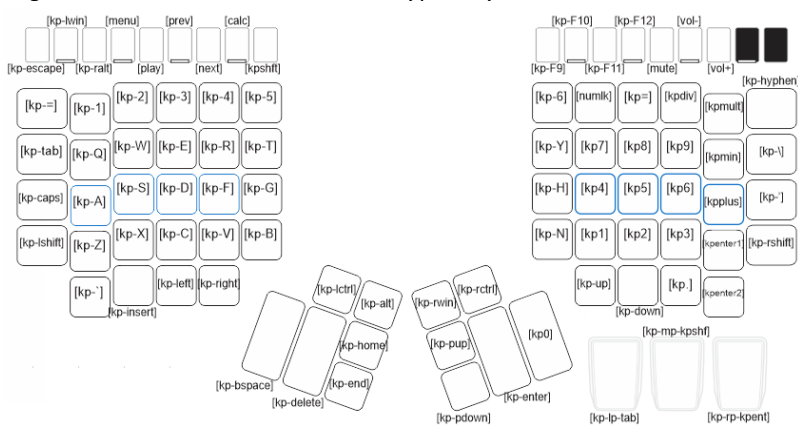 [kp-lwin] [menu] [prev] [calc] [kp-F10] [kp-F12] [vol-]
[kp-escape] [kp-ralt] [play] [next] [kpshft] [kp-F9] [kp-F11] [mute] [vol+]
[kp-hyphen]
[kp-=] [kp-1] [kp-2] [kp-3] [kp-4] [kp-5] [kp-6] [numlk] [kp=] [kpdiv] [kpmult]
[kp-tab] [kp-Q] [kp-W] [kp-E] [kp-R] [kp-T] [kp-Y] [kp7] [kp8] [kp9] [kpmin] [kp-\]
[kp-caps] [kp-A] [kp-S] [kp-D] [kp-F] [kp-G] [kp-H] [kp4] [kp5] [kp6] [kpplus] [kp-']
[kp-lshift] [kp-Z] [kp-X] [kp-C] [kp-V] [kp-B] [kp-N] [kp1] [kp2] [kp3] [kpenter1] [kp-rshift]
[kp-`] [kp-left] [kp-right] [kp-up] [kp.] [kpenter2]
[kp-insert] [kp-down]
[kp-lctrl] [kp-alt] [kp-rwin] [kp-rctrl]
[kp-home] [kp-pup] [kp0] [kp-mp-kpshf]
[kp-bspace] [kp-end] [kp-enter]
[kp-delete] [kp-pdown] [kp-lp-tab] [kp-rp-kpent]